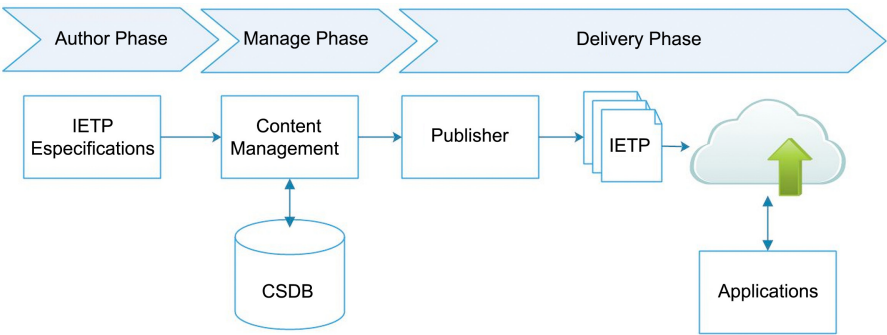 Author Phase
Manage Phase
Delivery Phase
IETP
Especifications
Content
Management
Publisher
IETP
CSDB
Applications